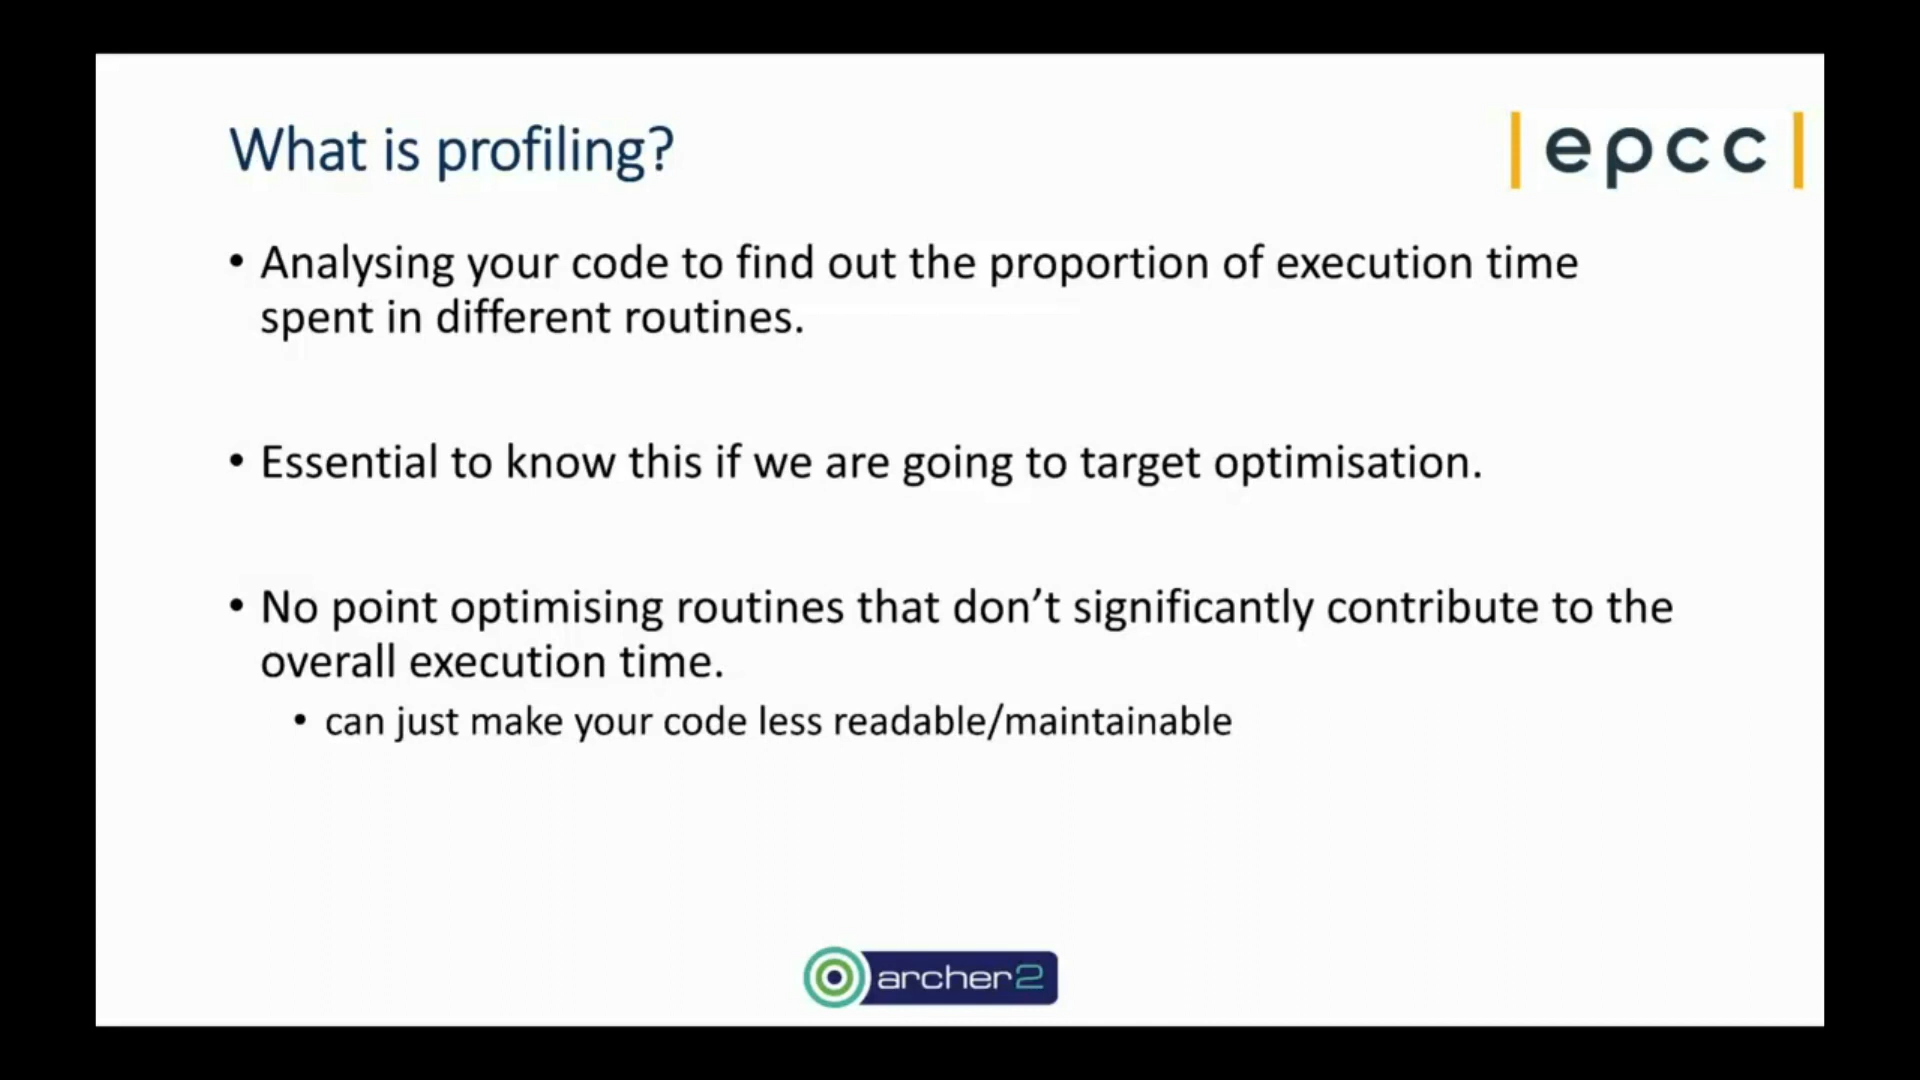 What is profiling?
|epcc|
• Analysing your code to find out the proportion of execution time
spent in different routines.
• Essential to know this if we are going to target optimisation.
• No point optimising routines that don’t significantly contribute to the
overall execution time.
• can just make your code less readable/maintainable
archer2